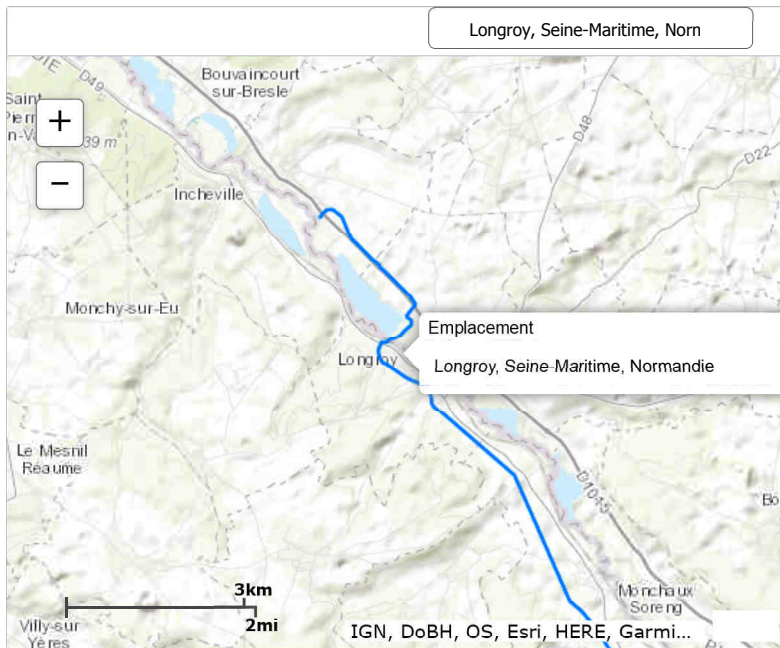 Longroy, Seine-Maritime, Norn
DIE
D49
Bouvaincourt
sur-Bresle
Saint
Pierr
n-Va
39 m
+
−
D48
D22
Incheville
Monchy-sur-Eu
Emplacement
Longroy
Longroy, Seine-Maritime, Normandie
Le Mesnil
Réaume
D1015
Bo
3km
2mi
Monchaux
Soreng
Villy-sur
Yères
IGN, DoBH, OS, Esri, HERE, Garmi...